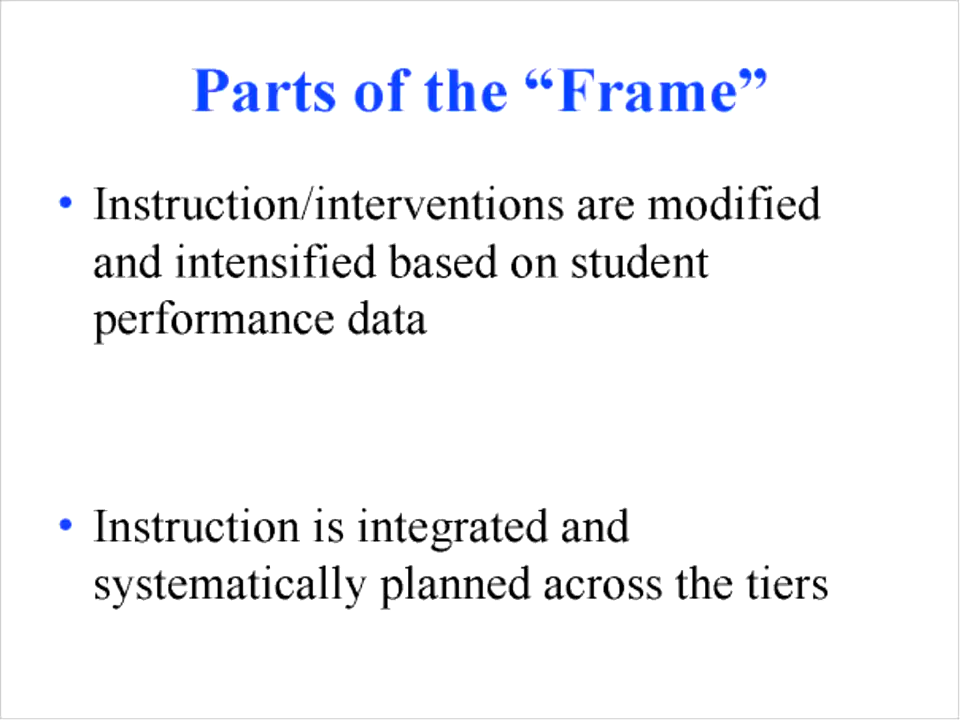 Parts of the “Frame”
• Instruction/interventions are modified
and intensified based on student
performance data
• Instruction is integrated and
systematically planned across the tiers